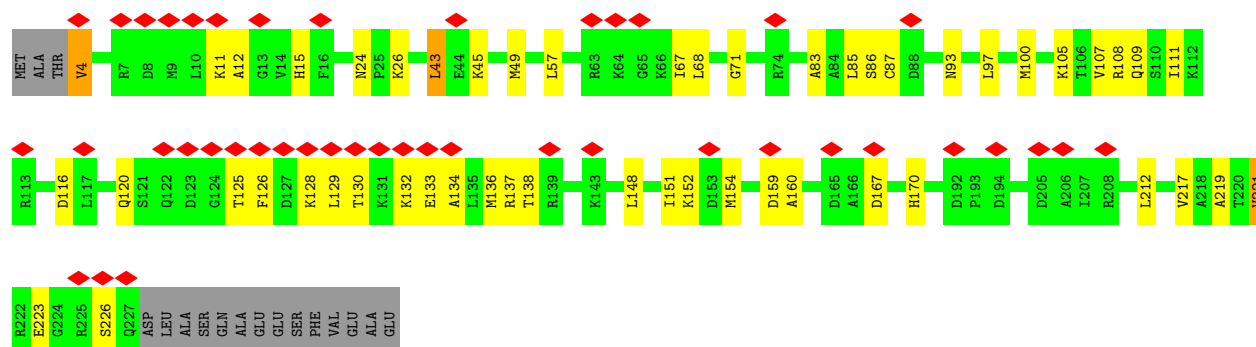 MET ALA THR V4 R7 D8 M9 L10 K11 A12 G13 V14 H15 F16 N24 P25 K26 L43 E44 K45 M49 L57 R63 K64 G65 K66 I67 L68 G71 R74 A83 A84 L85 S86 C87 D88 N93 L97 M100 K105 T106 V107 R108 Q109 S110 I111 K112
R113 D116 L117 Q120 S121 Q122 D123 G124 T125 F126 D127 K128 L129 T130 K131 K132 E133 A134 L135 M136 R137 T138 R139 K143 L148 I151 K152 D153 M154 D159 A160 D165 A166 D167 H170 D192 P193 D194 D205 A206 I207 R208 L212 V217 A218 A219 T220
R222 E223 G224 R225 S226 Q227 ASP LEU ALA SER GLN ALA GLU GLU SER PHE VAL GLU ALA GLU